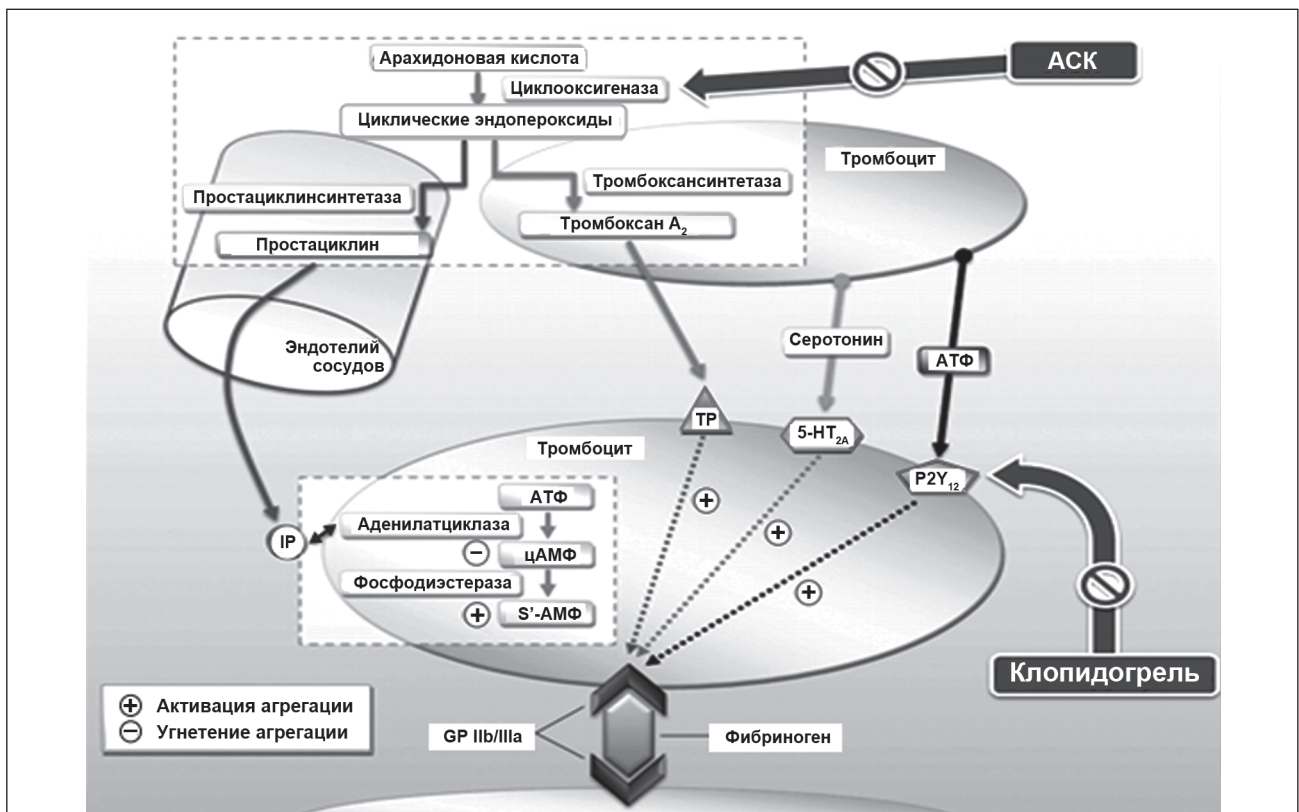 Арахидоновая кислота
АСК
Циклооксигеназа
Циклические эндопероксиды
Тромбоцит
Тромбоксансинтетаза
Простациклинсинтетаза
Тромбоксан А2
Простациклин
Эндотелий
сосудов
Серотонин
АТФ
TP
5-HT2A
Тромбоцит
P2Y12
АТФ
Аденилатциклаза
IP
− цАМФ
Фосфодиэстераза
+ S’-АМФ
+
+
+
Клопидогрель
+ Активация агрегации
− Угнетение агрегации
GP IIb/IIIa
Фибриноген